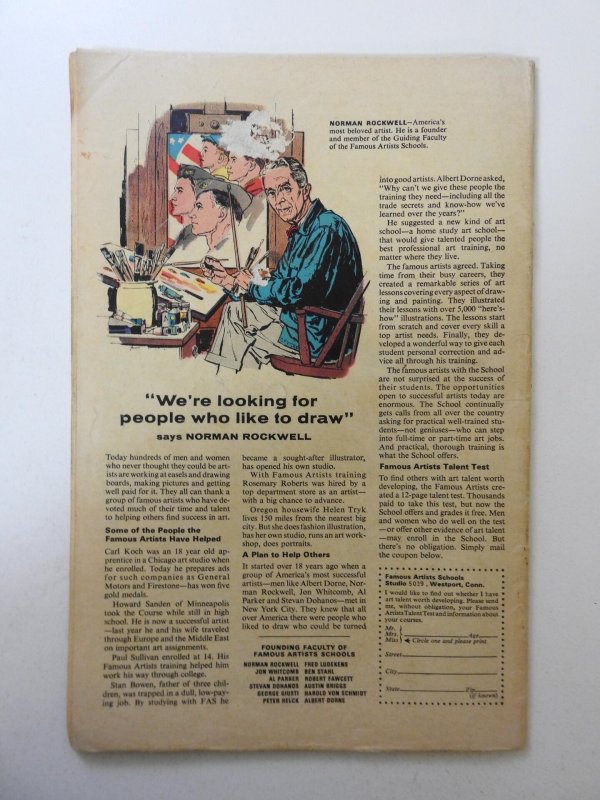 NORMAN ROCKWELL—America's
most beloved artist. He is a founder
and member of the Guiding Faculty
of the Famous Artists Schools.
"We're looking for
people who like to draw"
says NORMAN ROCKWELL
Today hundreds of men and women
who never thought they could be art-
ists are working at easels and drawing
boards, making pictures and getting
well paid for it. They all can thank a
group of famous artists who have de-
voted much of their time and talent
to helping others find success in art.
Some of the People the
Famous Artists Have Helped
Carl Koch was an 18 year old ap-
prentice in a Chicago art studio when
he enrolled. Today he prepares ads
for such companies as General
Motors and Firestone—has won five
gold medals.
Howard Sanden of Minneapolis
took the Course while still in high
school. He is now a successful artist
—last year he and his wife traveled
through Europe and the Middle East
on important art assignments.
Paul Sullivan enrolled at 14. His
Famous Artists training helped him
work his way through college.
Stan Bowen, father of three chil-
dren, was trapped in a dull, low-pay-
ing job. By studying with FAS he
became a sought-after illustrator,
has opened his own studio.
With Famous Artists training
Rosemary Roberts was hired by a
top department store as an artist—
with a big chance to advance.
Oregon housewife Helen Tryk
lives 150 miles from the nearest big
city. But she does fashion illustration,
has her own studio, runs an art work-
shop, does portraits.
A Plan to Help Others
It started over 18 years ago when a
group of America's most successful
artists—men like Albert Dorne, Nor-
man Rockwell, Jon Whitcomb, Al
Parker and Stevan Dohanos—met in
New York City. They knew that all
over America there were people who
liked to draw who could be turned
FOUNDING FACULTY OF
FAMOUS ARTISTS SCHOOLS
NORMAN ROCKWELL FRED LUDEKENS
JON WHITCOMB BEN STAHL
AL PARKER ROBERT FAWCETT
STEVAN DOHANOS AUSTIN BRIGGS
GEORGE GIUSTI HAROLD VON SCHMIDT
PETER HELCK ALBERT DORNE
into good artists. Albert Dorne asked,
"Why can't we give these people the
training they need—including all the
trade secrets and know-how we've
learned over the years?"
He suggested a new kind of art
school—a home study art school—
that would give talented people the
best professional art training, no
matter where they live.
The famous artists agreed. Taking
time from their busy careers, they
created a remarkable series of art
lessons covering every aspect of draw-
ing and painting. They illustrated
their lessons with over 5,000 "here's-
how" illustrations. The lessons start
from scratch and cover every skill a
top artist needs. Finally, they de-
veloped a wonderful way to give each
student personal correction and ad-
vice all through his training.
The famous artists with the School
are not surprised at the success of
their students. The opportunities
open to successful artists today are
enormous. The School continually
gets calls from all over the country
asking for practical well-trained stu-
dents—not geniuses—who can step
into full-time or part-time art jobs.
And practical, thorough training is
what the School offers.
Famous Artists Talent Test
To find others with art talent worth
developing, the Famous Artists cre-
ated a 12-page talent test. Thousands
paid to take this test, but now the
School offers and grades it free. Men
and women who do well on the test
—or offer other evidence of art talent
—may enroll in the School. But
there's no obligation. Simply mail
the coupon below.
Famous Artists Schools
Studio 5039, Westport, Conn.
I would like to find out whether I have
art talent worth developing. Please send
me, without obligation, your Famous
Artists Talent Test and information about
your courses.
Mr.
Mrs. Age
Miss Circle one and please print
Street
City
State Zip
(if known)